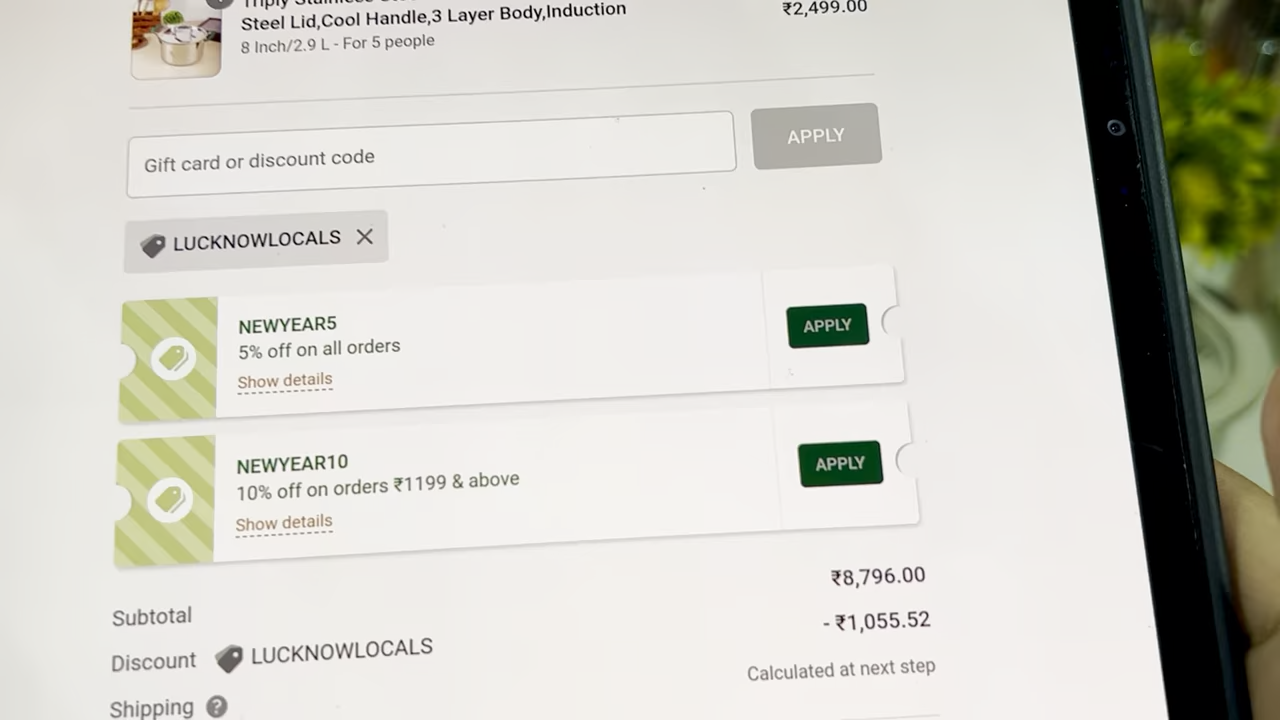 Triply Stainless
Steel Lid,Cool Handle,3 Layer Body,Induction
₹2,499.00
8 Inch/2.9 L - For 5 people
Gift card or discount code
APPLY
LUCKNOWLOCALS
NEWYEAR5
5% off on all orders
Show details
APPLY
NEWYEAR10
10% off on orders ₹1199 & above
Show details
APPLY
Subtotal
₹8,796.00
Discount LUCKNOWLOCALS
- ₹1,055.52
Shipping ?
Calculated at next step